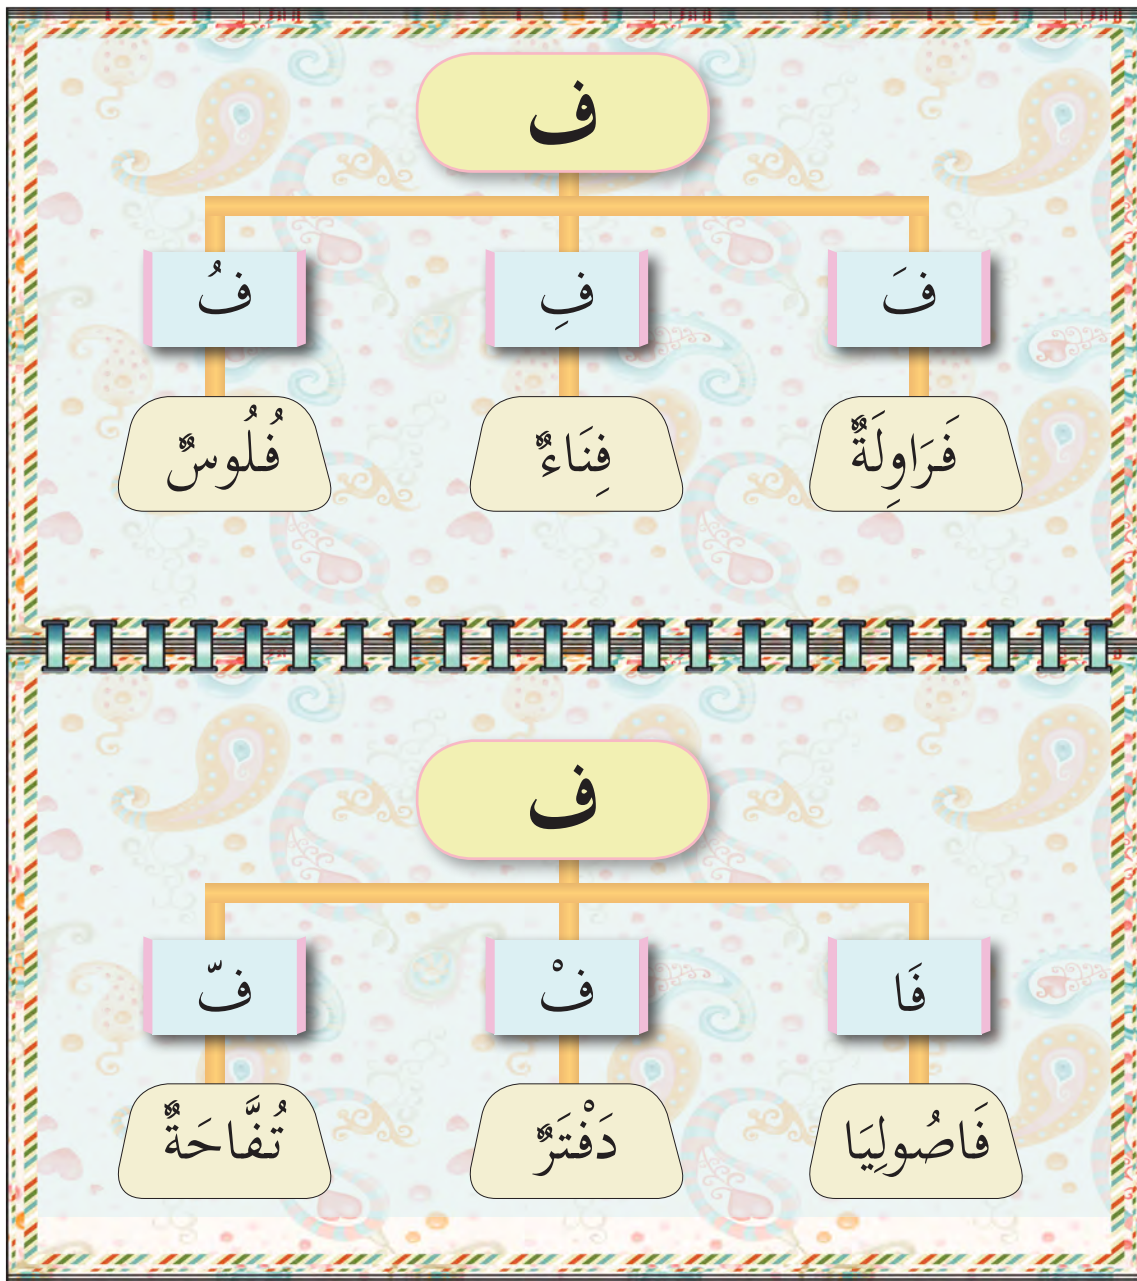 ف
فَ فِ فُ
فَرَاوِلَةٌ فِنَاءٌ فُلُوسٌ
ف
فَا فْ فّ
فَاصُولِيَا دَفْتَرٌ تُفَّاحَةٌ